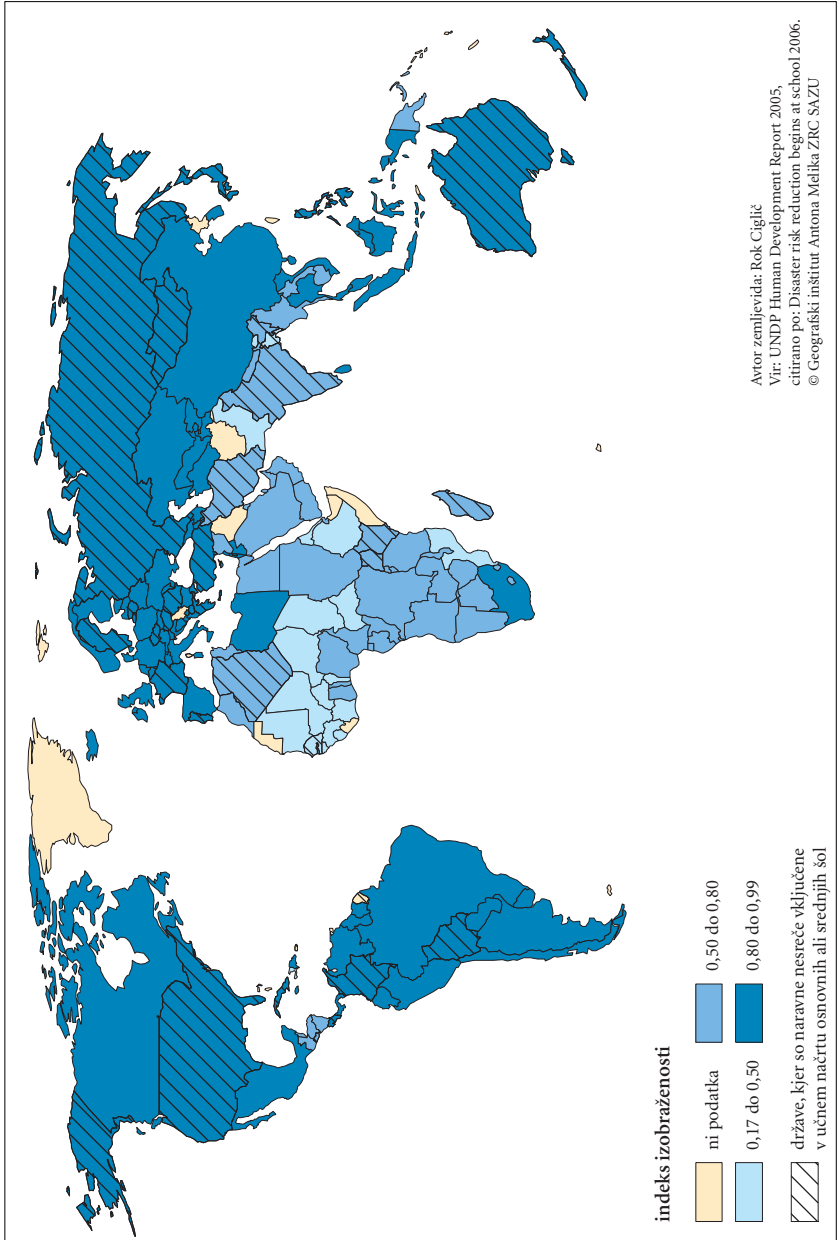 indeks izobraženosti
ni podatka
0,50 do 0,80
0,17 do 0,50
0,80 do 0,99
države, kjer so naravne nesreče vključene
v učnem načrtu osnovnih ali srednjih šol
Avtor zemljevida: Rok Ciglič
Vir: UNDP Human Development Report 2005,
citirano po: Disaster risk reduction begins at school 2006.
© Geografski inštitut Antona Melika ZRC SAZU